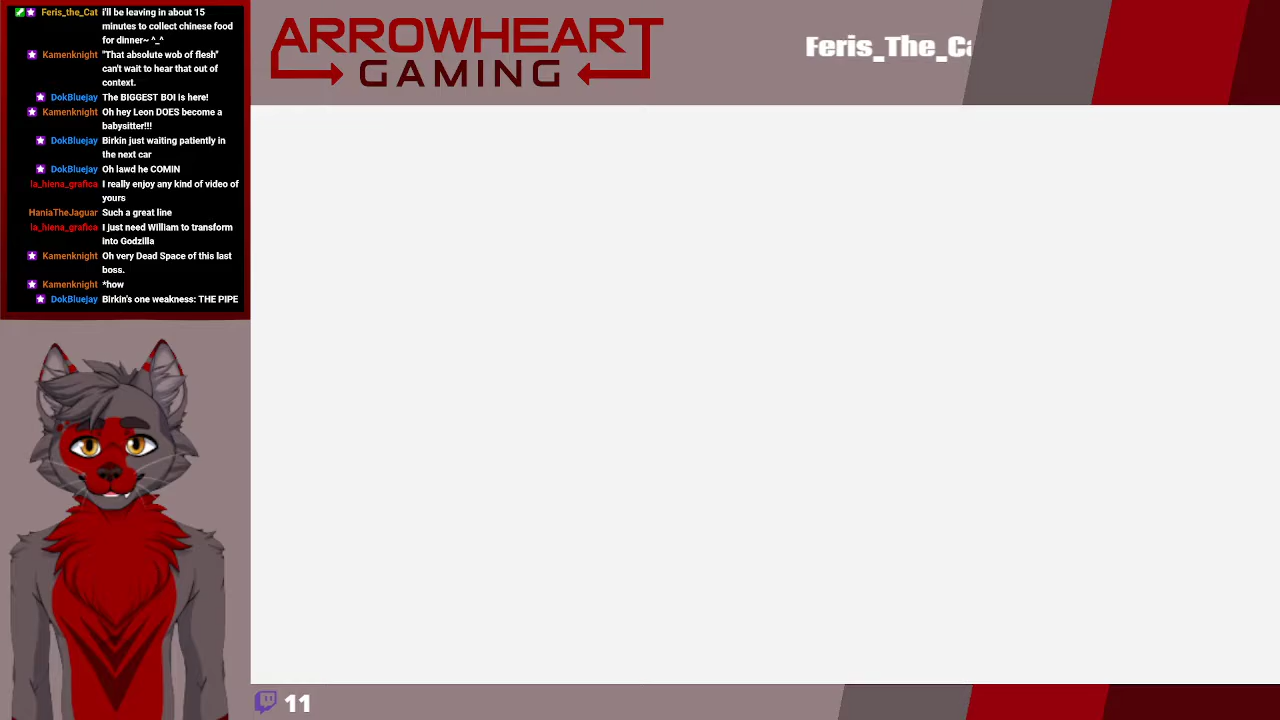 Feris_the_Cat i'll be leaving in about 15
minutes to collect chinese food
for dinner~ ^_^
Kamenknight "That absolute wob of flesh"
can't wait to hear that out of
context.
DokBluejay The BIGGEST BOI is here!
Kamenknight Oh hey Leon DOES become a
babysitter!!!
DokBluejay Birkin just waiting patiently in
the next car
DokBluejay Oh lawd he COMIN
la_hiena_grafica I really enjoy any kind of video of
yours
HaniaTheJaguar Such a great line
la_hiena_grafica I just need William to transform
into Godzilla
Kamenknight Oh very Dead Space of this last
boss.
Kamenknight *how
DokBluejay Birkin's one weakness: THE PIPE
ARROWHEART
GAMING
Feris_The_Ca
11